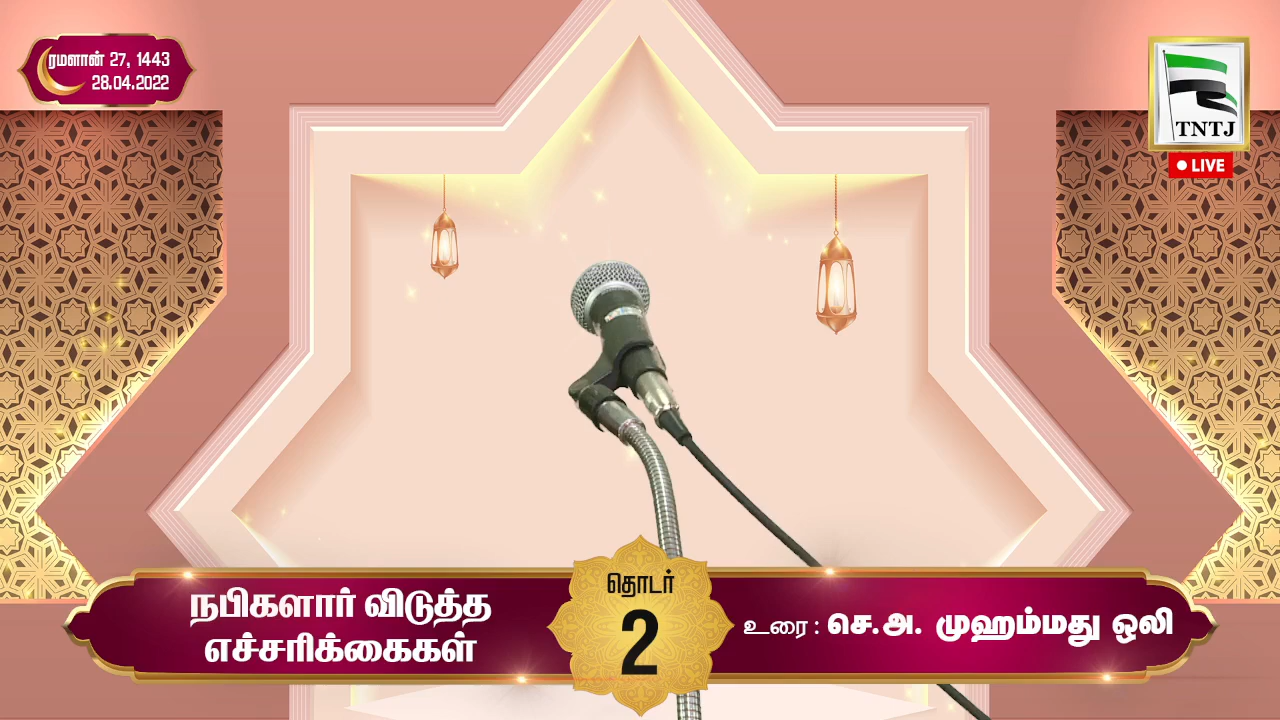 ரமளான் 27, 1443
28.04.2022
TNTJ
LIVE
நபிகளார் விடுத்த
எச்சரிக்கைகள்
தொடர்
2
உரை : செ.அ. முஹம்மது ஒலி